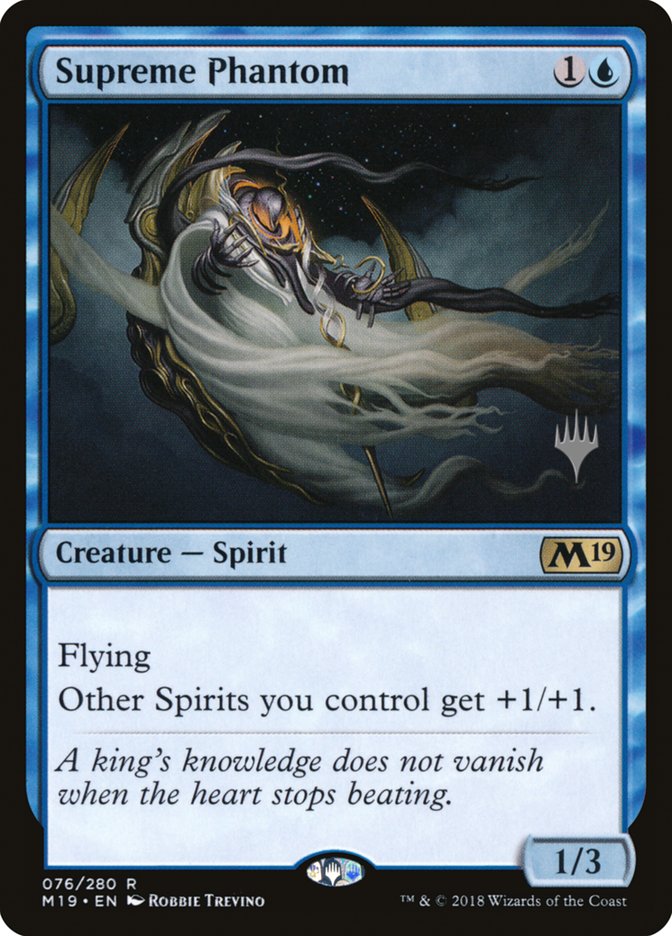 Supreme Phantom 1
Creature — Spirit M19
Flying
Other Spirits you control get +1/+1.
A king's knowledge does not vanish
when the heart stops beating.
1/3
076/280 R
M19 • EN Robbie Trevino ™ & © 2018 Wizards of the Coast